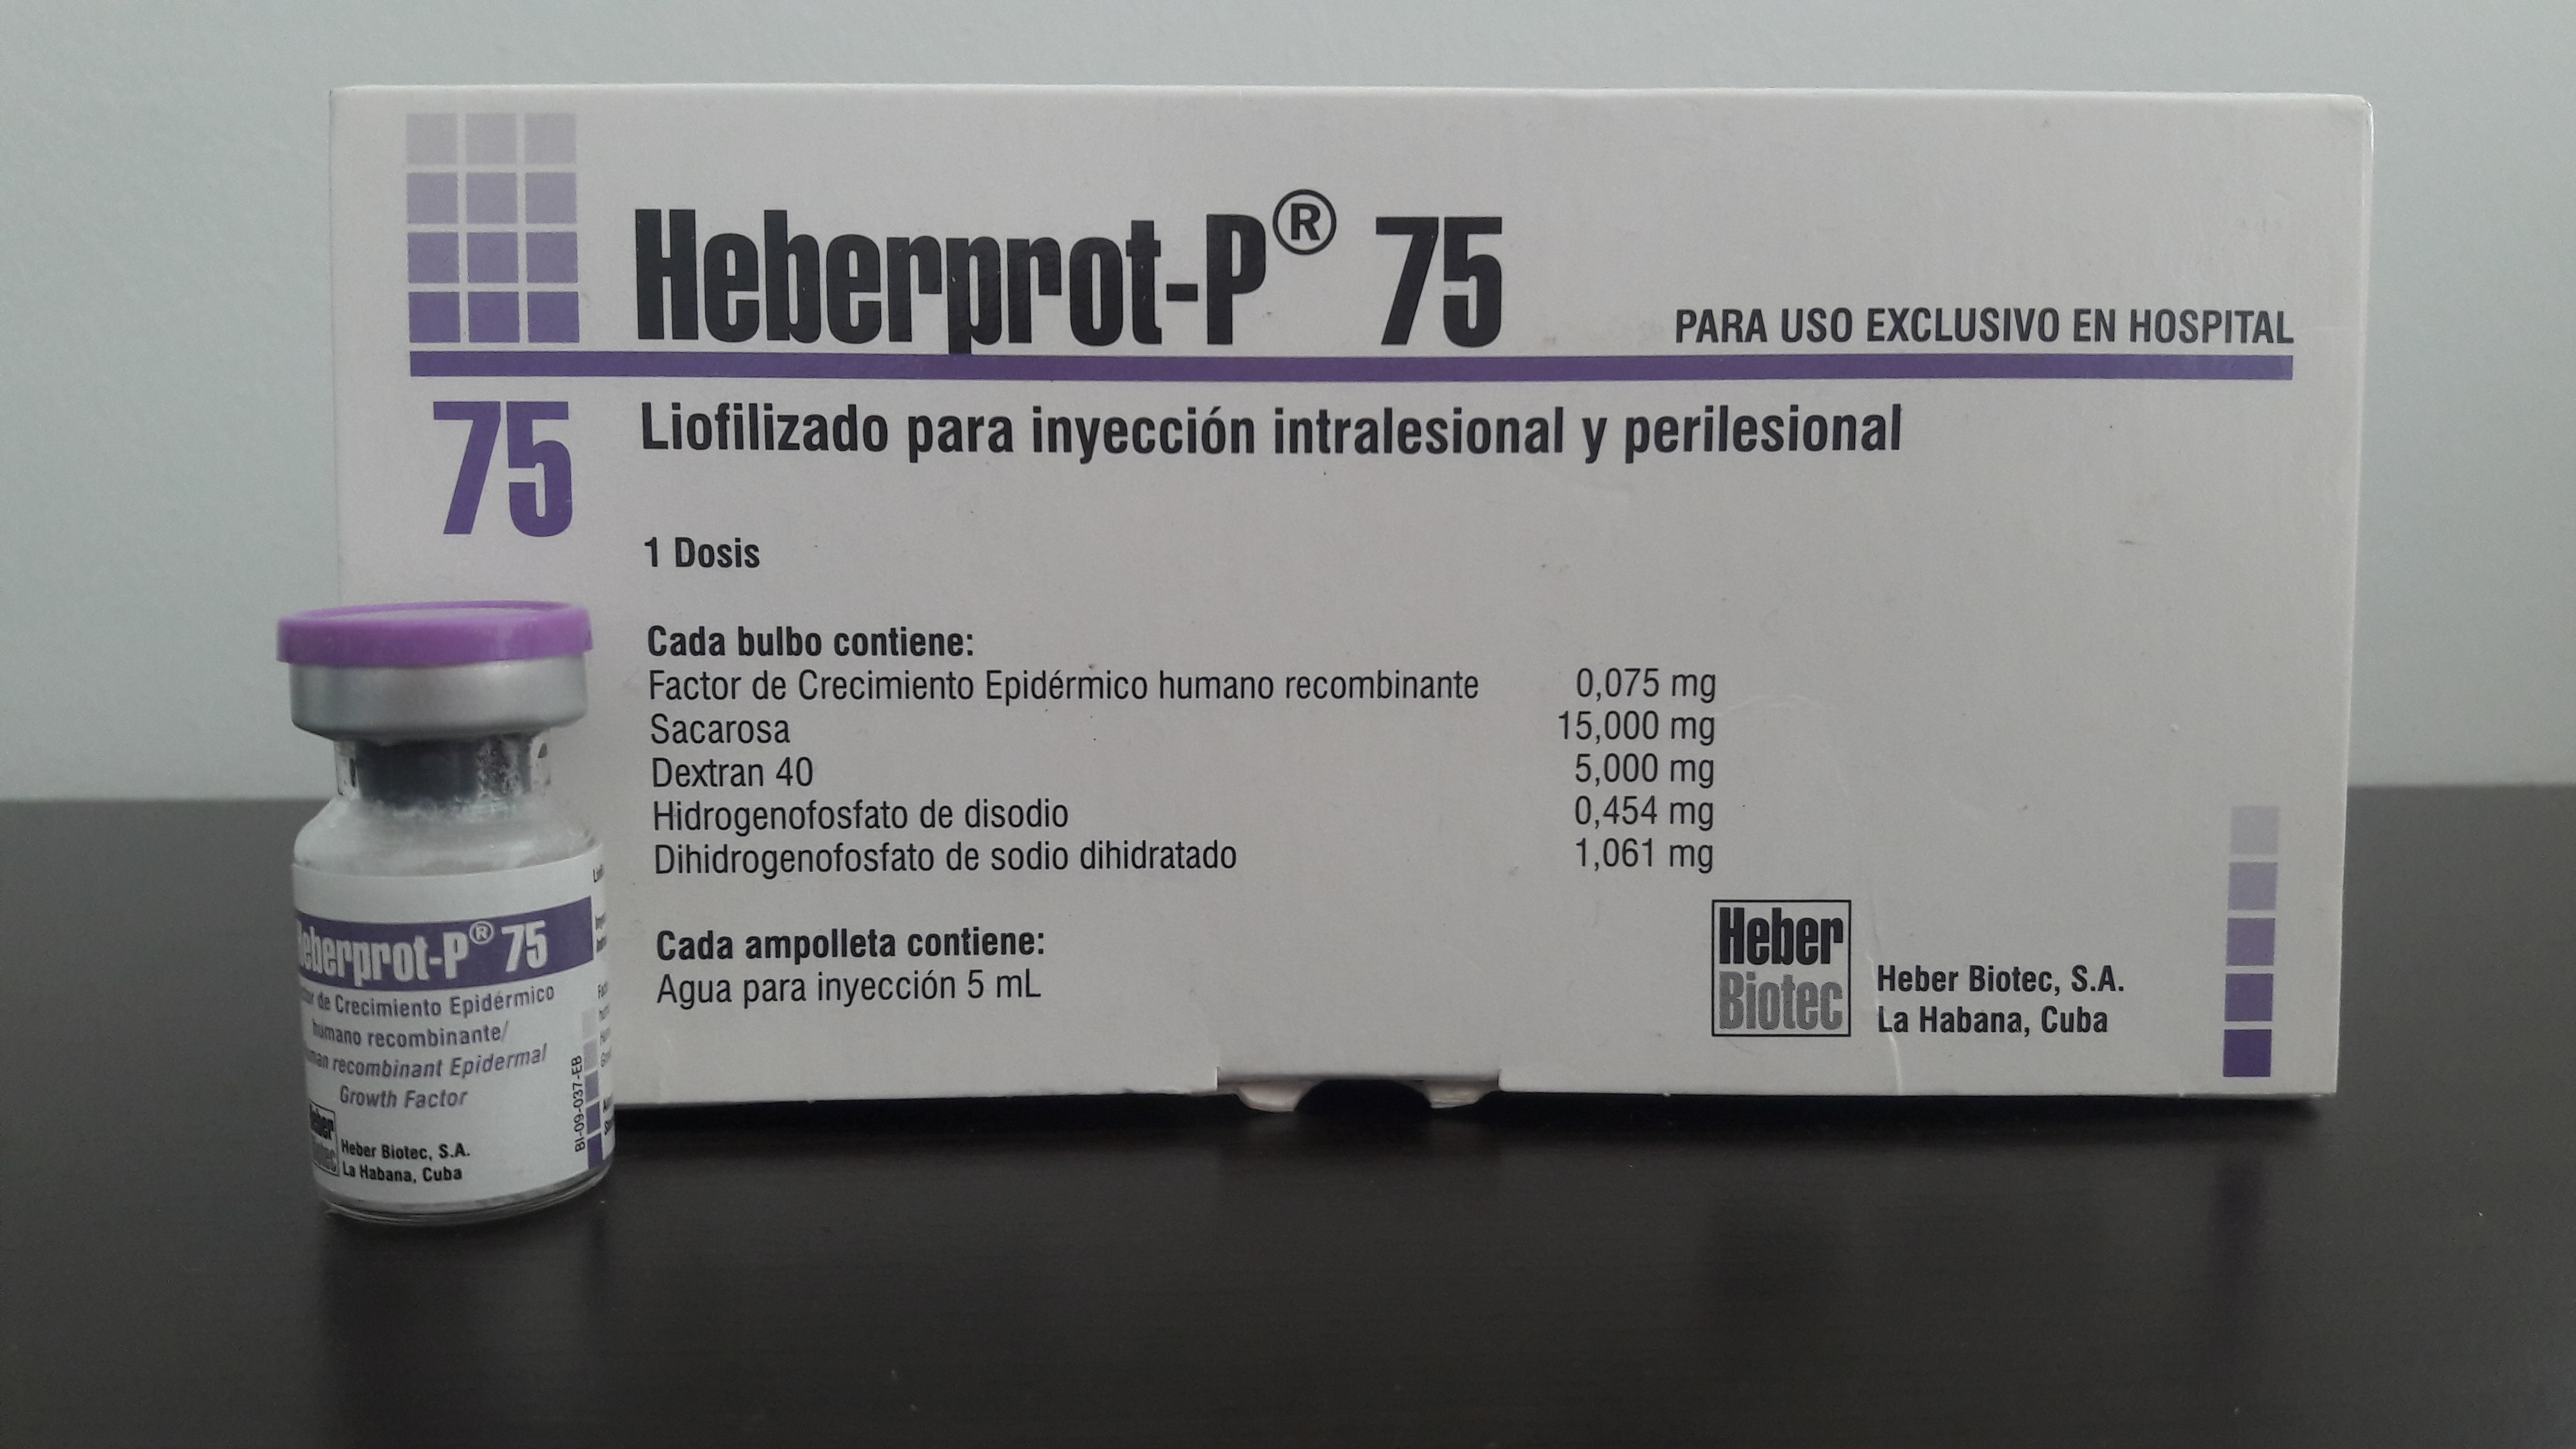 Heberprot-P® 75
PARA USO EXCLUSIVO EN HOSPITAL
75
Liofilizado para inyección intralesional y perilesional
1 Dosis
Cada bulbo contiene:
Factor de Crecimiento Epidérmico humano recombinante 0,075 mg
Sacarosa 15,000 mg
Dextran 40 5,000 mg
Hidrogenofosfato de disodio 0,454 mg
Dihidrogenofosfato de sodio dihidratado 1,061 mg
Cada ampolleta contiene:
Agua para inyección 5 mL
Heber
Biotec
Heber Biotec, S.A.
La Habana, Cuba
eberprot-P® 75
de Crecimiento Epidérmico
humano recombinante/
recombinant Epidermal
Growth Factor
Heber Biotec, S.A.
La Habana, Cuba
BI-09-037-EB